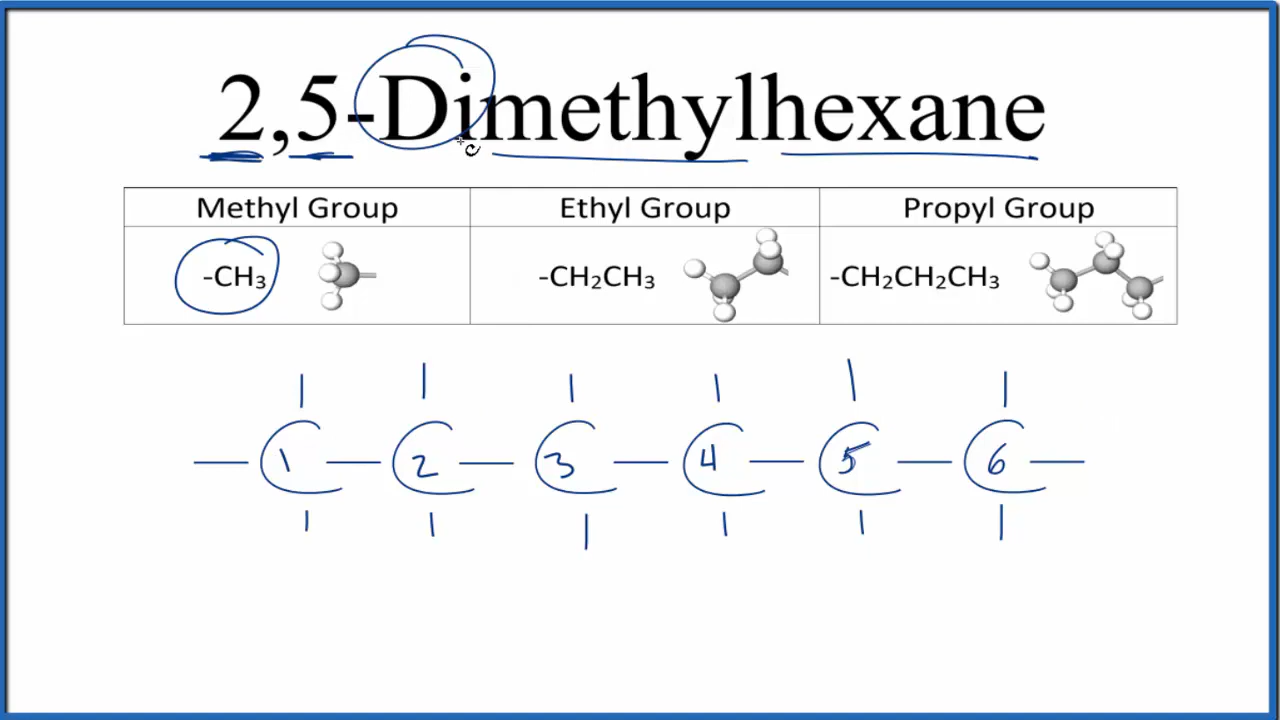 2,5-Dimethylhexane
Methyl Group Ethyl Group Propyl Group
-CH₃ -CH₂CH₃ -CH₂CH₂CH₃
C C C C C C
1 2 3 4 5 6